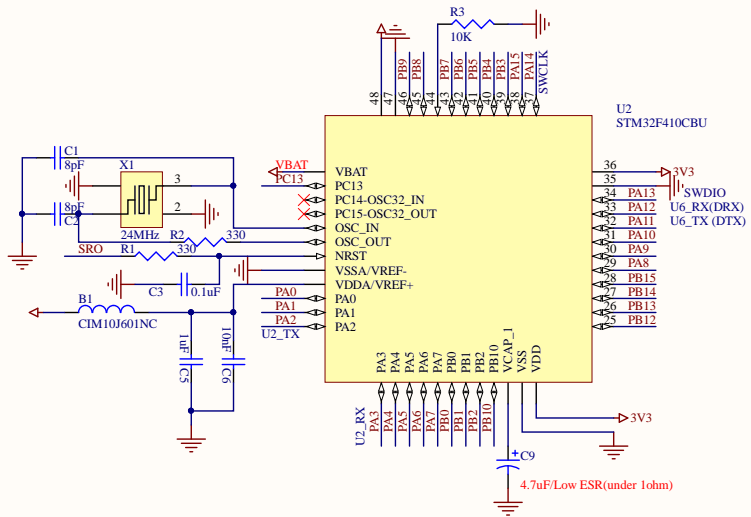 R3
10K
48
47
46
45
44
43
42
41
40
39
38
37
PB9
PB8
PB7
PB6
PB5
PB4
PB3
PA15
PA14
SWCLK
U2
STM32F410CBU
C1
8pF
X1
3
2
24MHz
8pF
C2
R2
330
SRO
R1
330
C3
0.1uF
B1
CIM10J601NC
1uF
C5
10nF
C6
VBAT
PC13
PA0
PA1
PA2
U2_TX
VBAT
PC13
PC14-OSC32_IN
PC15-OSC32_OUT
OSC_IN
OSC_OUT
NRST
VSSA/VREF-
VDDA/VREF+
PA0
PA1
PA2
PA3
PA4
PA5
PA6
PA7
PB0
PB1
PB2
PB10
VCAP_1
VSS
VDD
36
35
34
33
32
31
30
29
28
27
26
25
3V3
PA13
SWDIO
PA12
U6_RX(DRX)
PA11
U6_TX (DTX)
PA10
PA9
PA8
PB15
PB14
PB13
PB12
U2_RX
PA3
PA4
PA5
PA6
PA7
PB0
PB1
PB2
PB10
3V3
+
C9
4.7uF/Low ESR(under 1ohm)